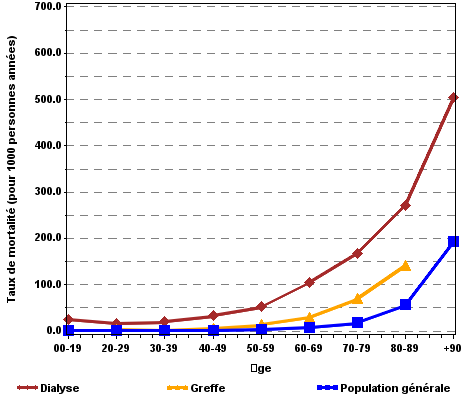 Taux de mortalité (pour 1000 personnes années)
700.0
600.0
500.0
400.0
300.0
200.0
100.0
0.0
00-19 20-29 30-39 40-49 50-59 60-69 70-79 80-89 +90
▯ge
Dialyse Greffe Population générale